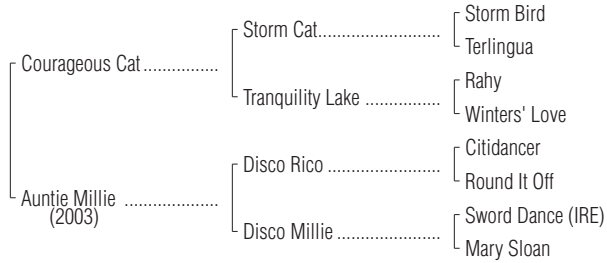 Storm Bird
Storm Cat..........................
Terlingua
Courageous Cat ................
Rahy
Tranquility Lake ................
Winters' Love
Citidancer
Disco Rico ........................
Round It Off
Auntie Millie ....................
(2003)
Sword Dance (IRE)
Disco Millie ......................
Mary Sloan